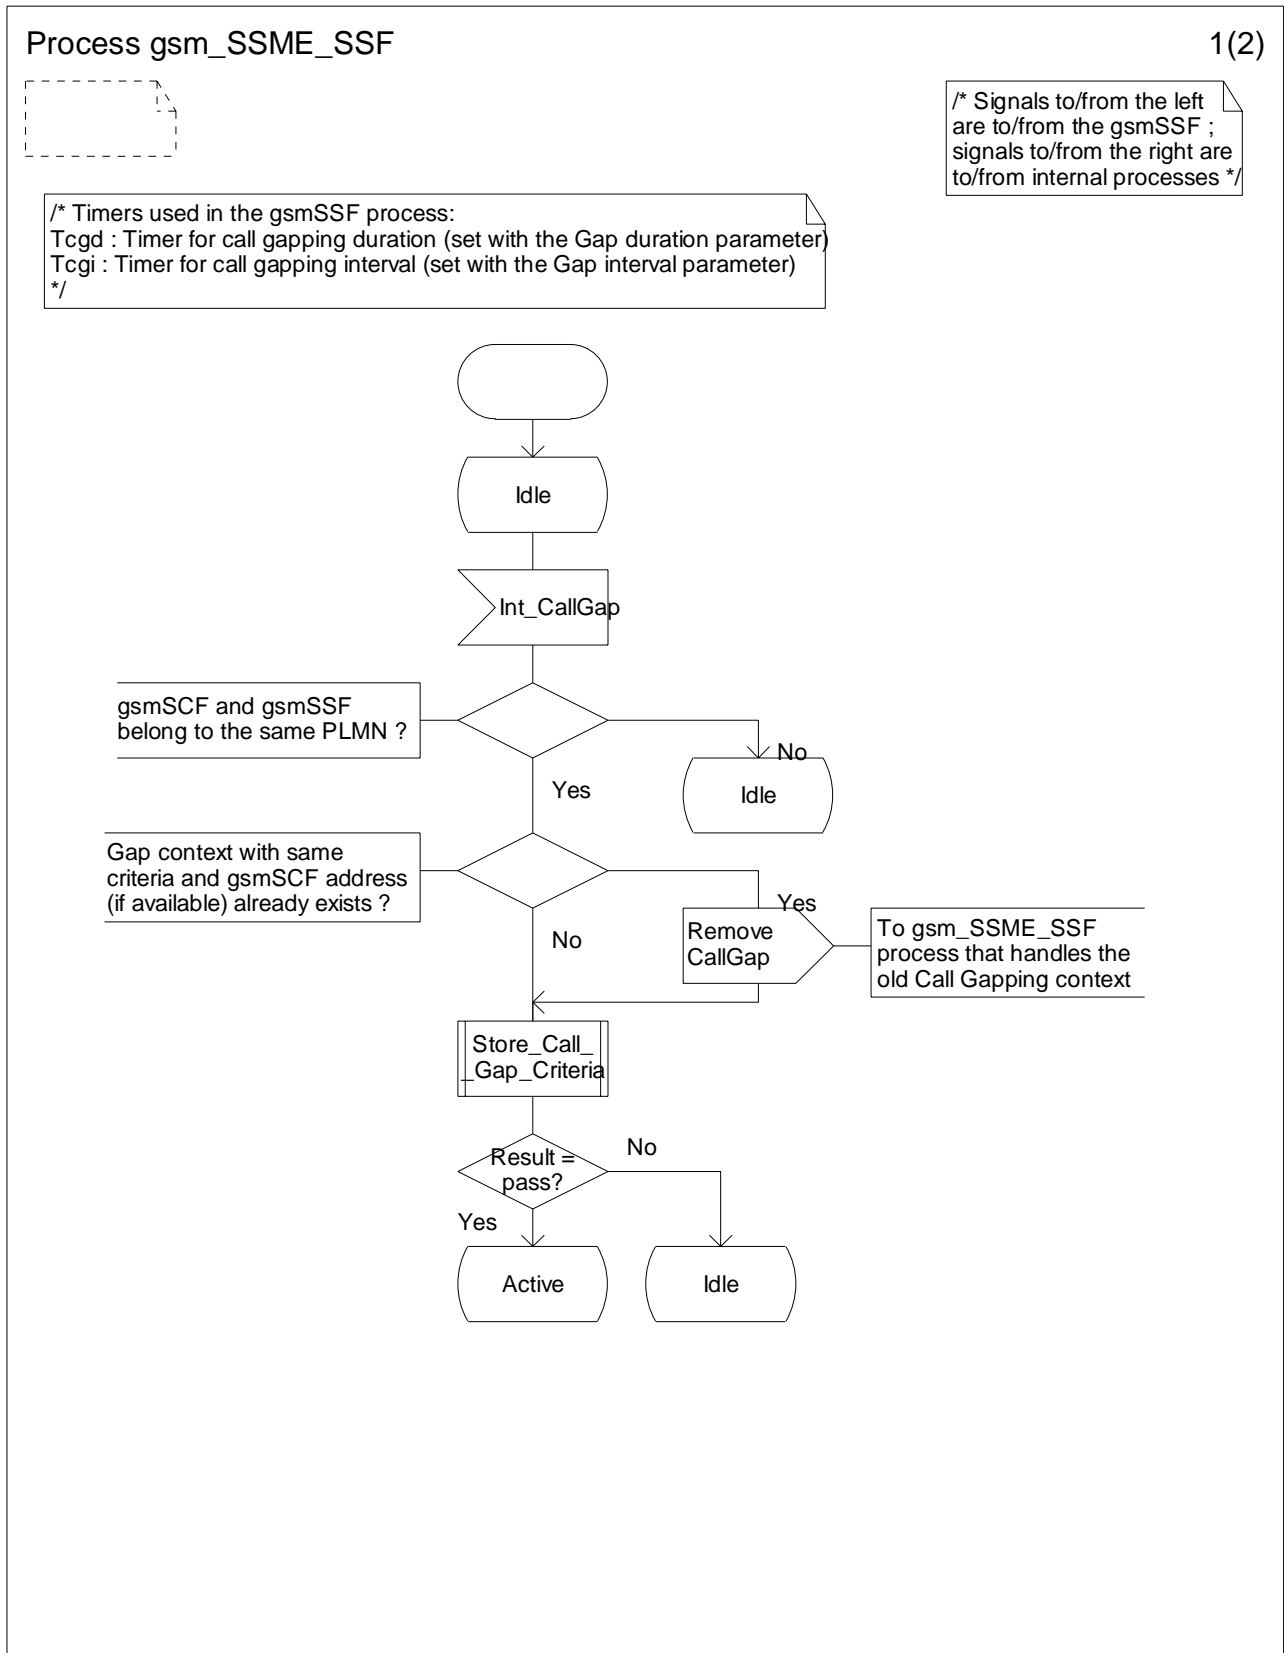 Process gsm_SSME_SSF
1(2)
/* Signals to/from the left
are to/from the gsmSSF ;
signals to/from the right are
to/from internal processes */
/* Timers used in the gsmSSF process:
Tcgd : Timer for call gapping duration (set with the Gap duration parameter)
Tcgi : Timer for call gapping interval (set with the Gap interval parameter)
*/
Idle
Int_CallGap
gsmSCF and gsmSSF
belong to the same PLMN ?
No
Yes
Idle
Gap context with same
criteria and gsmSCF address
(if available) already exists ?
Yes
No
Remove
CallGap
To gsm_SSME_SSF
process that handles the
old Call Gapping context
Store_Call_
_Gap_Criteria
Result =
pass?
No
Yes
Active
Idle